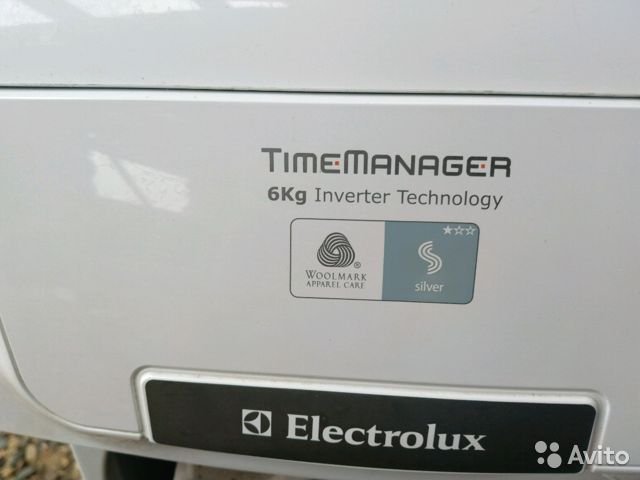 TIMEMANAGER
6Kg Inverter Technology
WOOLMARK
APPAREL CARE
®
silver
Electrolux
Avito